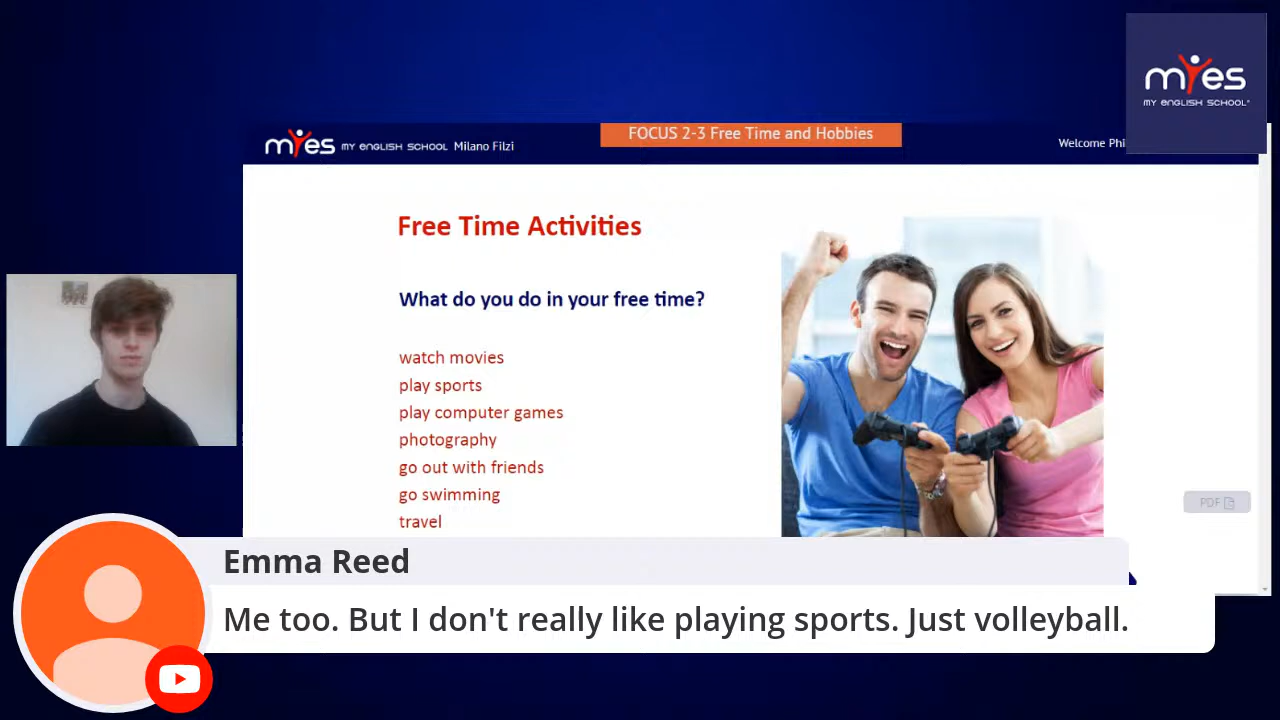 myes
MY ENGLISH SCHOOL®
myes MY ENGLISH SCHOOL Milano Filzi
FOCUS 2-3 Free Time and Hobbies
Welcome Phi
Free Time Activities
What do you do in your free time?
watch movies
play sports
play computer games
photography
go out with friends
go swimming
travel
PDF
Emma Reed
Me too. But I don't really like playing sports. Just volleyball.